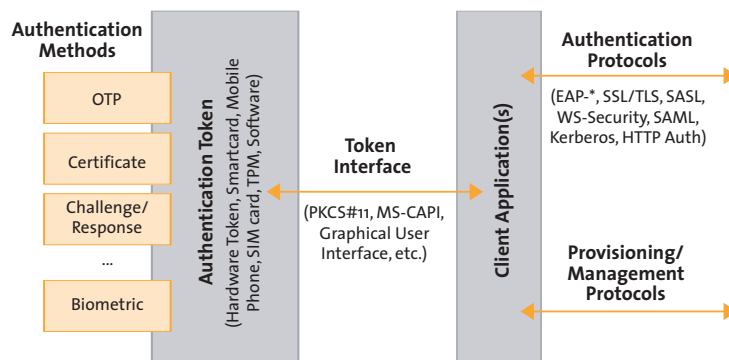 Authentication
Methods
OTP
Certificate
Challenge/
Response
...
Biometric
Authentication Token
(Hardware Token, Smartcard, Mobile
Phone, SIM card, TPM, Software)
Token
Interface
(PKCS#11, MS-CAPI,
Graphical User
Interface, etc.)
Client Application(s)
Authentication
Protocols
(EAP-*, SSL/TLS, SASL,
WS-Security, SAML,
Kerberos, HTTP Auth)
Provisioning/
Management
Protocols